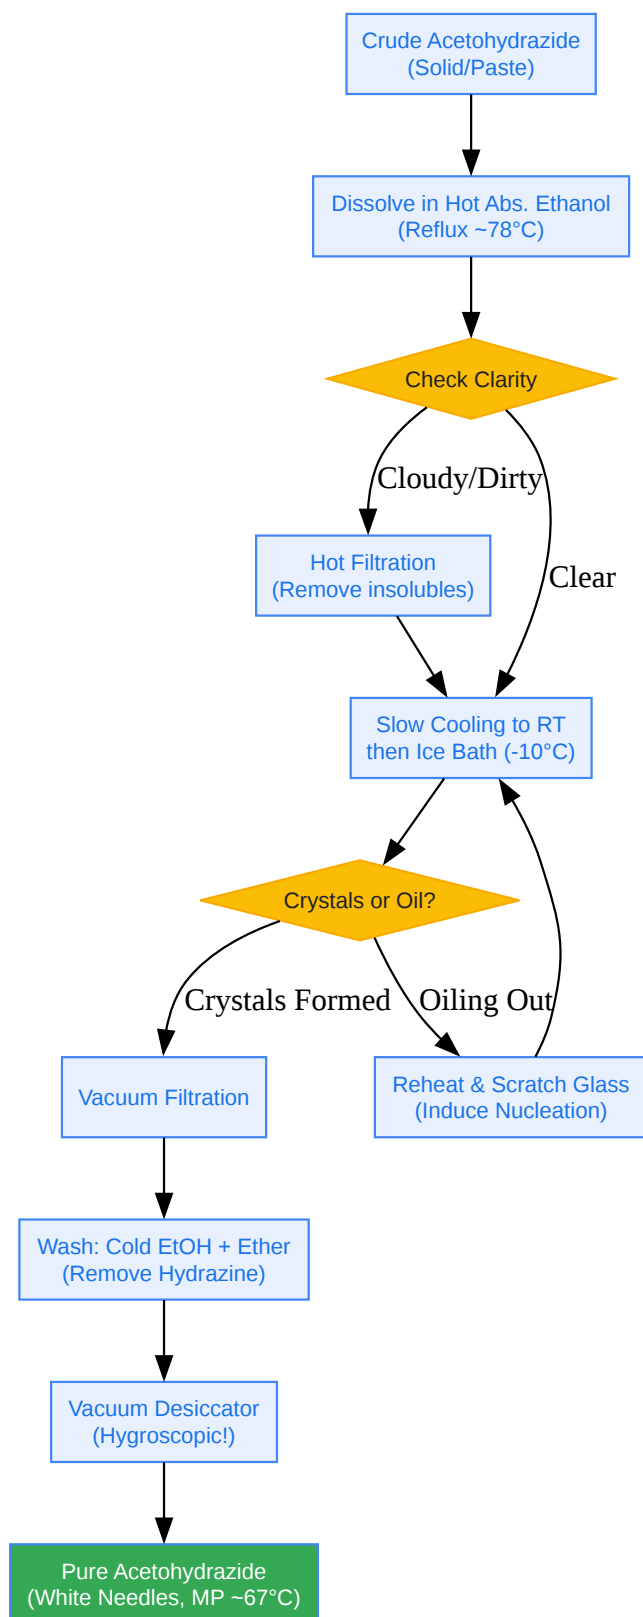 Crude Acetohydrazide
(Solid/Paste)
Dissolve in Hot Abs. Ethanol
(Reflux ~78°C)
Check Clarity
Cloudy/Dirty
Hot Filtration
(Remove insolubles)
Clear
Slow Cooling to RT
then Ice Bath (-10°C)
Crystals or Oil?
Crystals Formed
Oiling Out
Vacuum Filtration
Reheat & Scratch Glass
(Induce Nucleation)
Wash: Cold EtOH + Ether
(Remove Hydrazine)
Vacuum Desiccator
(Hygroscopic!)
Pure Acetohydrazide
(White Needles, MP ~67°C)